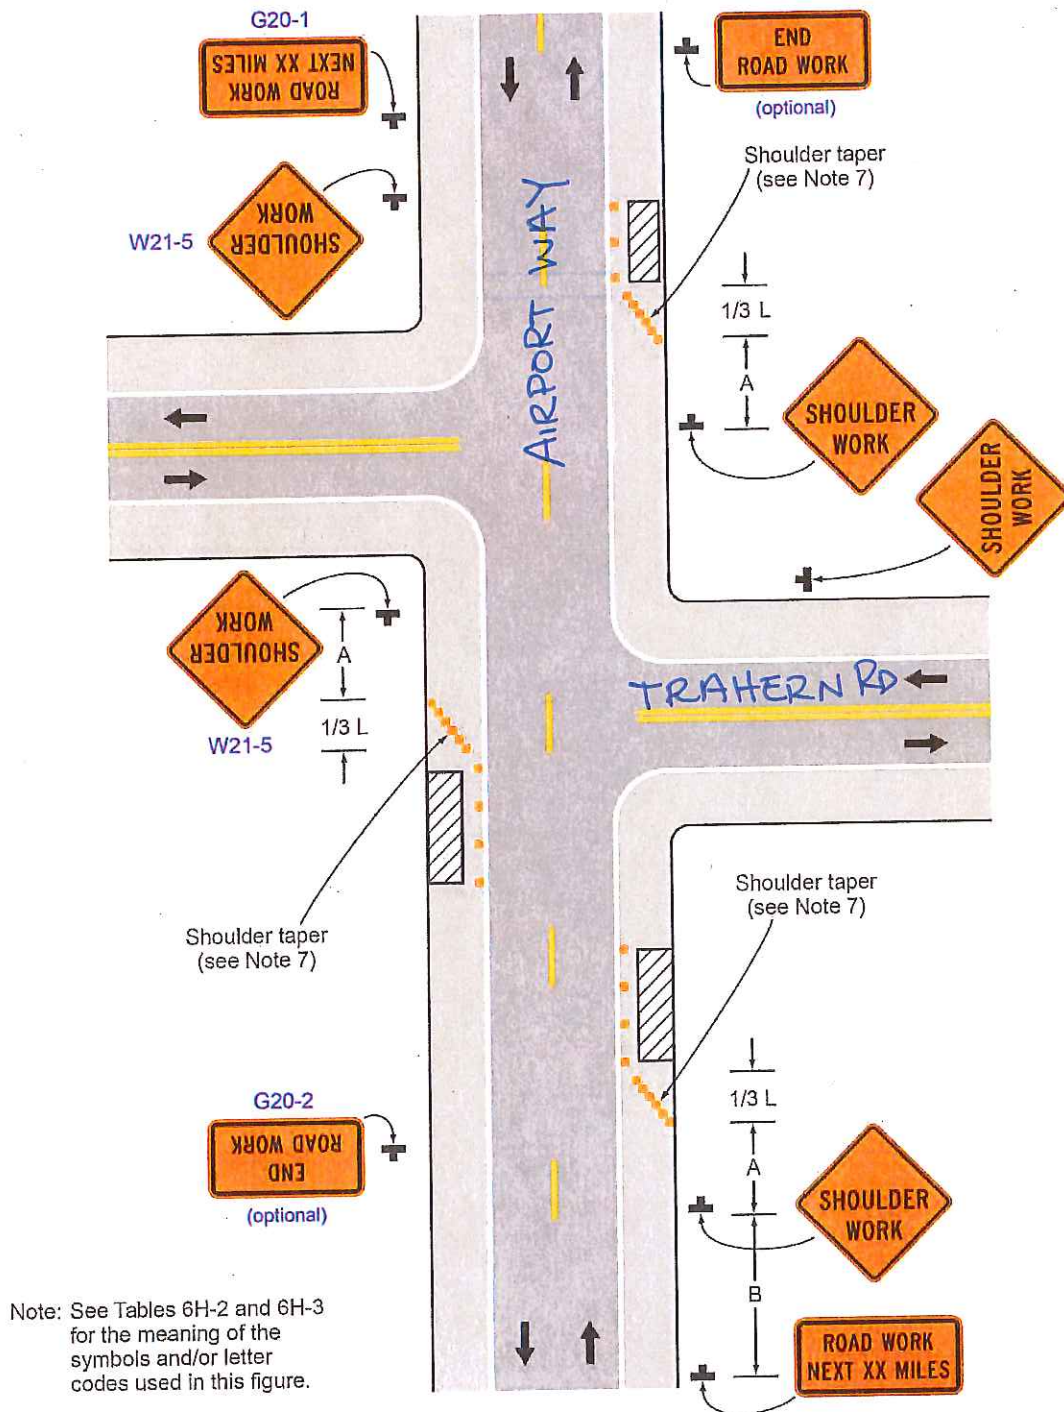 G20-1
ROAD WORK
NEXT XX MILES
END
ROAD WORK
(optional)
Shoulder taper
(see Note 7)
W21-5
SHOULDER
WORK
AIRPORT WAY
1/3 L
A
SHOULDER
WORK
SHOULDER
WORK
SHOULDER
WORK
A
1/3 L
W21-5
TRAHERN RD
Shoulder taper
(see Note 7)
Shoulder taper
(see Note 7)
1/3 L
A
G20-2
END
ROAD WORK
(optional)
SHOULDER
WORK
B
ROAD WORK
NEXT XX MILES
Note: See Tables 6H-2 and 6H-3
for the meaning of the
symbols and/or letter
codes used in this figure.